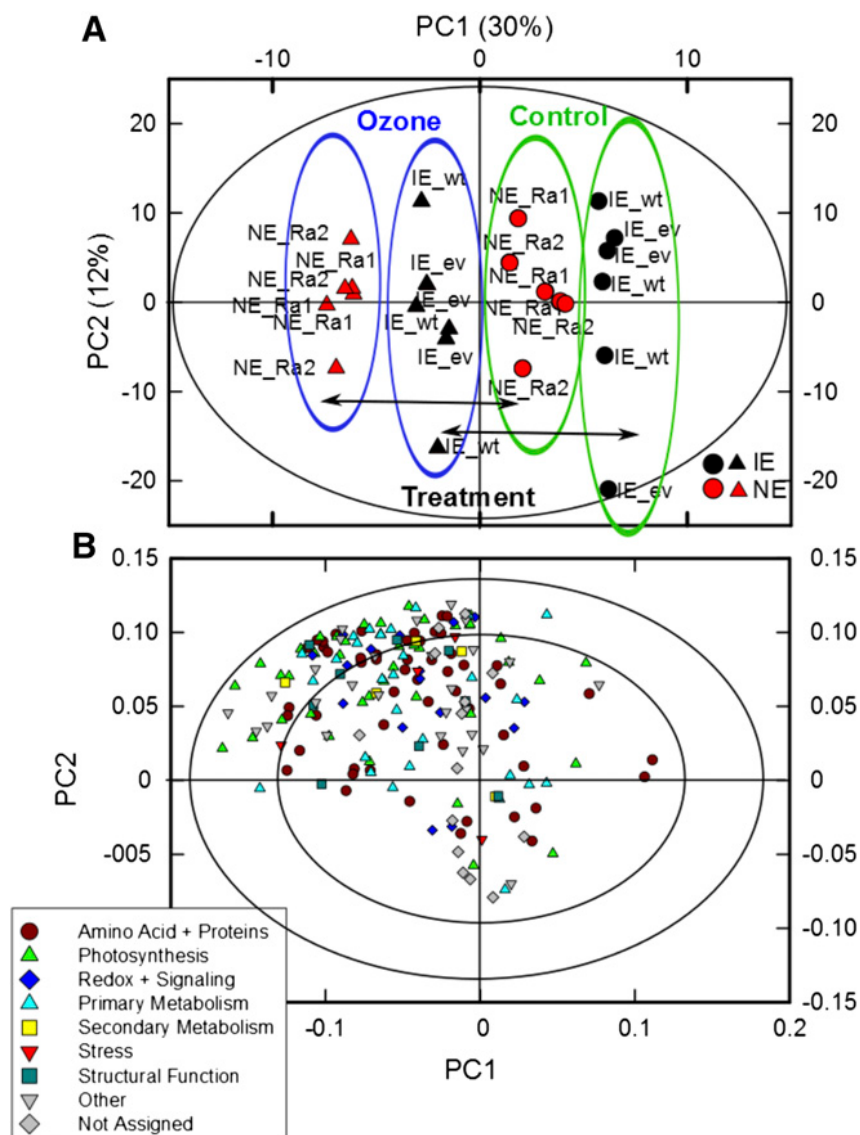 A
PC1 (30%)
-10 0 10
Ozone Control
20 20
IE_wt NE_Ra1 IE_wt
10 10
NE_Ra2 NE_Ra2 IE_ev
NE_Ra1 IE_ev IE_ev
NE_Ra2 NE_Ra1 IE_wt
PC2 (12%)
0 0
NE_Ra1 IE_ev NE_Ra1
NE_Ra1 IE_wt NE_Ra2
NE_Ra2 IE_ev IE_wt
NE_Ra2
-10 -10
IE_wt
IE
-20 -20
Treatment IE_ev NE
B
0.15 0.15
0.10 0.10
0.05 0.05
PC2
0 0
-005 -0.05
-0.10
-0.15
Amino Acid + Proteins
Photosynthesis
Redox + Signaling
Primary Metabolism
Secondary Metabolism
Stress
Structural Function
Other
Not Assigned
-0.1 0 0.1 0.2
PC1